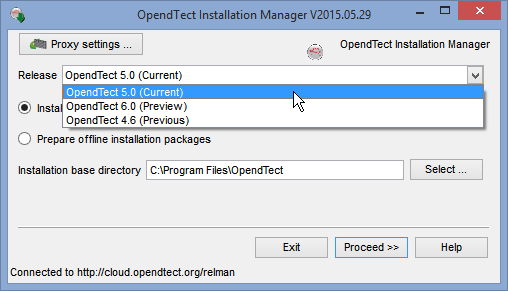 OpendTect Installation Manager V2015.05.29
Proxy settings ...
OpendTect Installation Manager
Release
OpendTect 5.0 (Current)
OpendTect 5.0 (Current)
OpendTect 6.0 (Preview)
OpendTect 4.6 (Previous)
Prepare offline installation packages
Installation base directory
C:\Program Files\OpendTect
Select ...
Exit
Proceed >>
Help
Connected to http://cloud.opendtect.org/relman